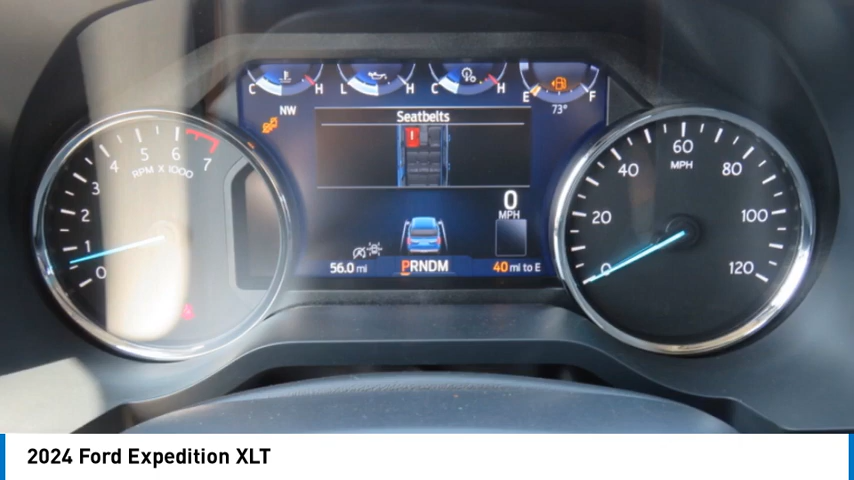 C H L H C H E F
NW
73°
Seatbelts
0 1 2 3 4 5 6 7
RPM X 1000
0 20 40 60 80 100 120
MPH
0
MPH
56.0 mi
PRNDM
40 mi to E
2024 Ford Expedition XLT